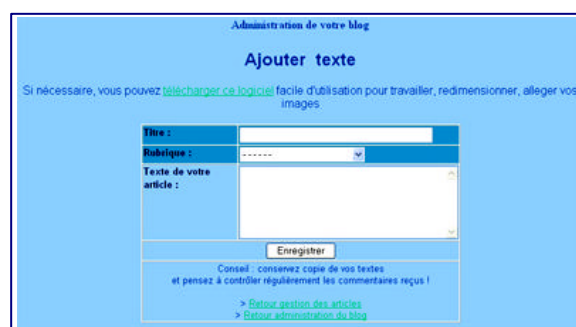 Administration de votre blog
Ajouter texte
Si nécessaire, vous pouvez télécharger ce logiciel facile d'utilisation pour travailler, redimensionner, alleger vos
images
Titre :
Rubrique :
------
Texte de votre
article :
Enregistrer
Conseil : conservez copie de vos textes
et pensez à contrôler régulièrement les commentaires reçus !
> Retour gestion des articles
> Retour administration du blog